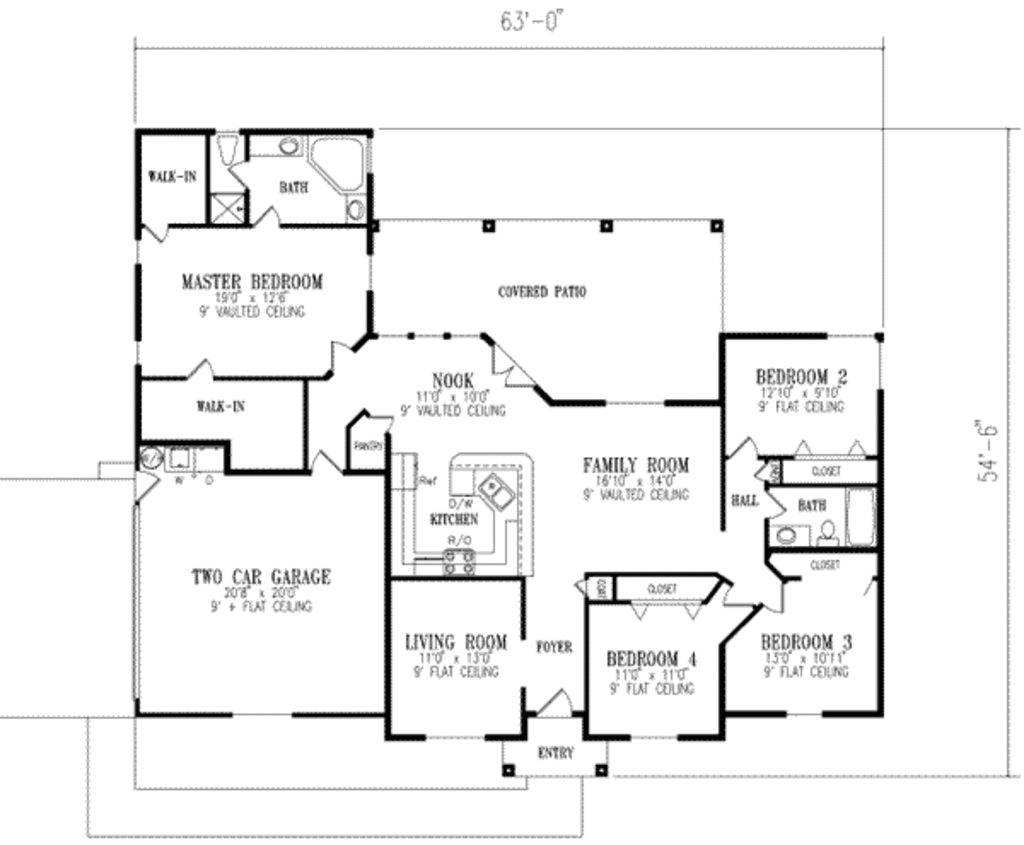 63'-0"
WALK-IN
BATH
MASTER BEDROOM
19'0" x 12'6"
9' VAULTED CEILING
COVERED PATIO
WALK-IN
NOOK
11'0" x 10'0"
9' VAULTED CEILING
BEDROOM 2
12'10" x 9'10"
9' FLAT CEILING
PANTRY
W
D
Ref
D/W
KITCHEN
R/O
FAMILY ROOM
16'10" x 14'0"
9' VAULTED CEILING
CLOSET
HALL
BATH
54'-6"
TWO CAR GARAGE
20'8" x 20'0"
9' + FLAT CEILING
CLOSET
COAT
CLOSET
LIVING ROOM
11'0" x 13'0"
9' FLAT CEILING
FOYER
BEDROOM 4
11'0" x 11'0"
9' FLAT CEILING
BEDROOM 3
13'0" x 10'11"
9' FLAT CEILING
ENTRY